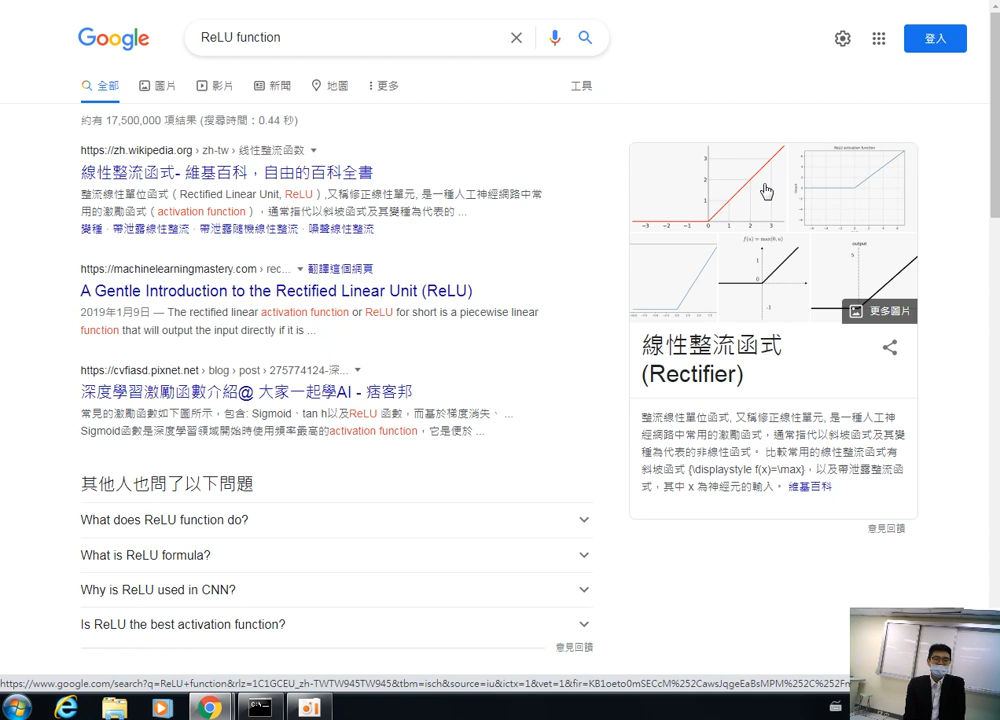 Google
ReLU function
登入
全部
圖片
影片
新聞
地圖
更多
工具
約有 17,500,000 項結果 (搜尋時間：0.44 秒)
https://zh.wikipedia.org › zh-tw › 线性整流函数
線性整流函式- 維基百科，自由的百科全書
整流線性單位函式（Rectified Linear Unit, ReLU）,又稱修正線性單元, 是一種人工神經網路中常
用的激勵函式（activation function），通常指代以斜坡函式及其變種為代表的 ...
變種 · 帶泄露線性整流 · 帶泄露隨機線性整流 · 噪聲線性整流
https://machinelearningmastery.com › rec... 翻譯這個網頁
A Gentle Introduction to the Rectified Linear Unit (ReLU)
2019年1月9日 — The rectified linear activation function or ReLU for short is a piecewise linear
function that will output the input directly if it is ...
https://cvfiasd.pixnet.net › blog › post › 275774124-深...
深度學習激勵函數介紹@ 大家一起學AI - 痞客邦
常見的激勵函數如下圖所示，包含: Sigmoid、tan h以及ReLU 函數，而基於梯度消失、 ...
Sigmoid函數是深度學習領域開始時使用頻率最高的activation function，它是便於 ...
其他人也問了以下問題
What does ReLU function do?
What is ReLU formula?
Why is ReLU used in CNN?
Is ReLU the best activation function?
意見回饋
3
2
1
-3 -2 -1 0 1 2 3
ReLU activation function
f(x) = max(0, x)
1
0
-1
output
5
更多圖片
線性整流函式
(Rectifier)
整流線性單位函式, 又稱修正線性單元, 是一種人工神
經網路中常用的激勵函式，通常指代以斜坡函式及其變
種為代表的非線性函式。 比較常用的線性整流函式有
斜坡函式 {\displaystyle f(x)=\max}，以及帶泄露整流函
式，其中 x 為神經元的輸入。 維基百科
意見回饋
https://www.google.com/search?q=ReLU+function&rlz=1C1GCEU_zh-TWTW945TW945&tbm=isch&source=iu&ictx=1&vet=1&fir=KB1oeto0mSECcM%252CawsJqgeEaBsMPM%252C%252Fn